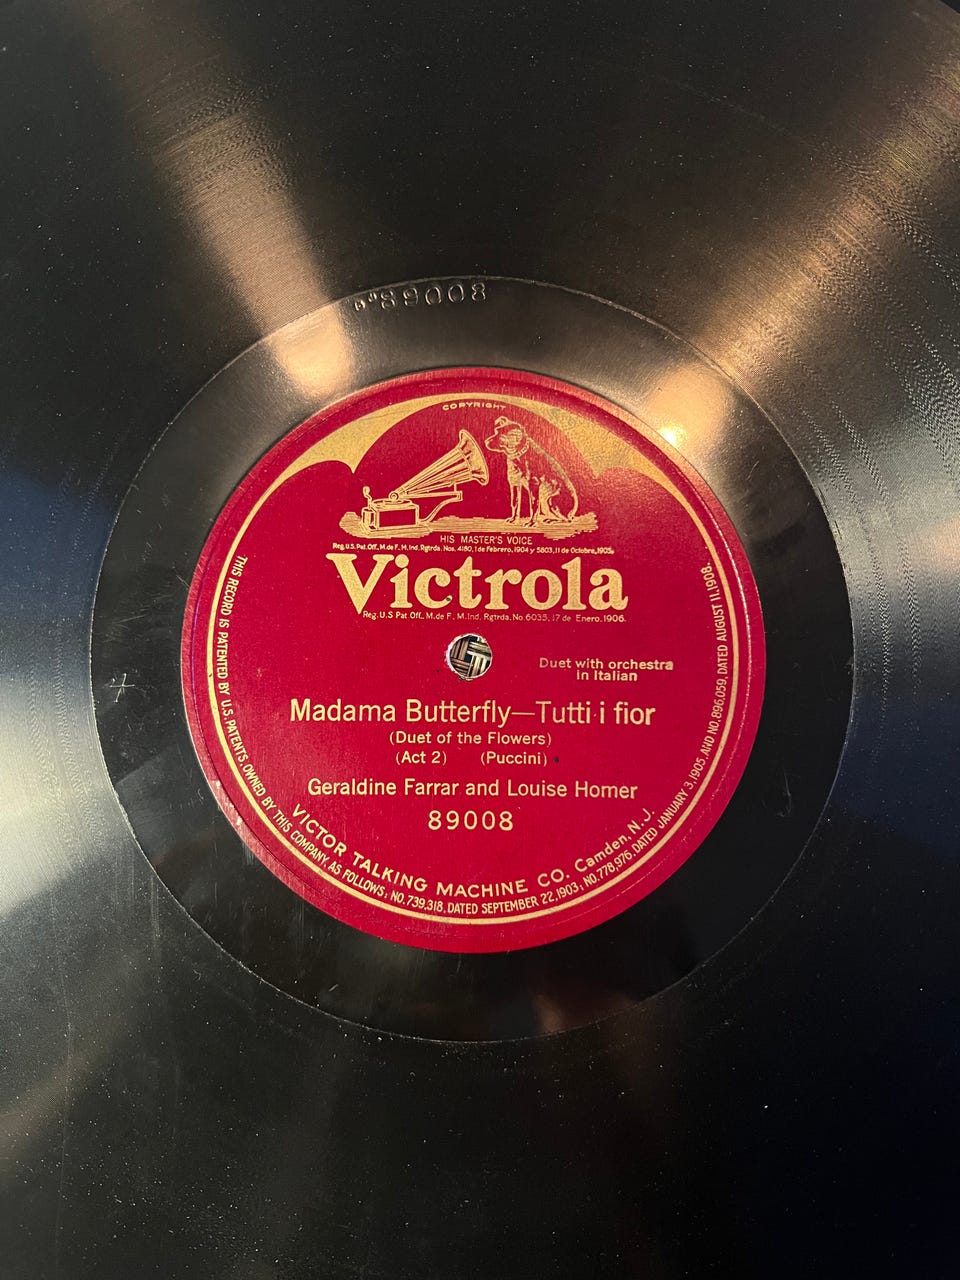 89008
COPYRIGHT
HIS MASTER'S VOICE
Reg.U.S.Pat.Off., M.de F., M.Ind. Rgtrda. Nos. 4180, 1 de Febrero, 1904 y 5803, 11 de Octobre, 1905.
Victrola
Reg. U.S Pat Off., M.de F., M.Ind. Rgtrda. No. 6035, 17 de Enero. 1906.
Duet with orchestra
in Italian
Madama Butterfly—Tutti i fior
(Duet of the Flowers)
(Act 2) (Puccini)
Geraldine Farrar and Louise Homer
89008
VICTOR TALKING MACHINE CO. Camden, N. J.
THIS RECORD IS PATENTED BY U.S. PATENTS, OWNED BY THIS COMPANY, AS FOLLOWS; NO. 739,318, DATED SEPTEMBER 22, 1903; NO. 778,976, DATED JANUARY 3, 1905, AND NO. 896,059, DATED AUGUST 11, 1908.